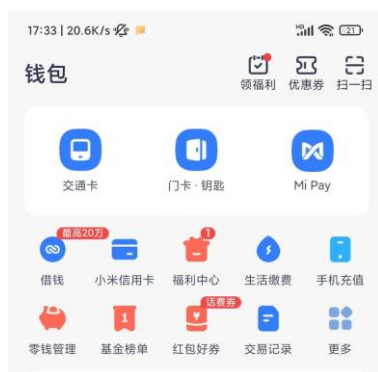 17:33 | 20.6K/s
21
钱包
领福利 优惠券 扫一扫
交通卡 门卡·钥匙 Mi Pay
最高20万 1
借钱 小米信用卡 福利中心 生活缴费 手机充值
话费券
1
零钱管理 基金榜单 红包好券 交易记录 更多